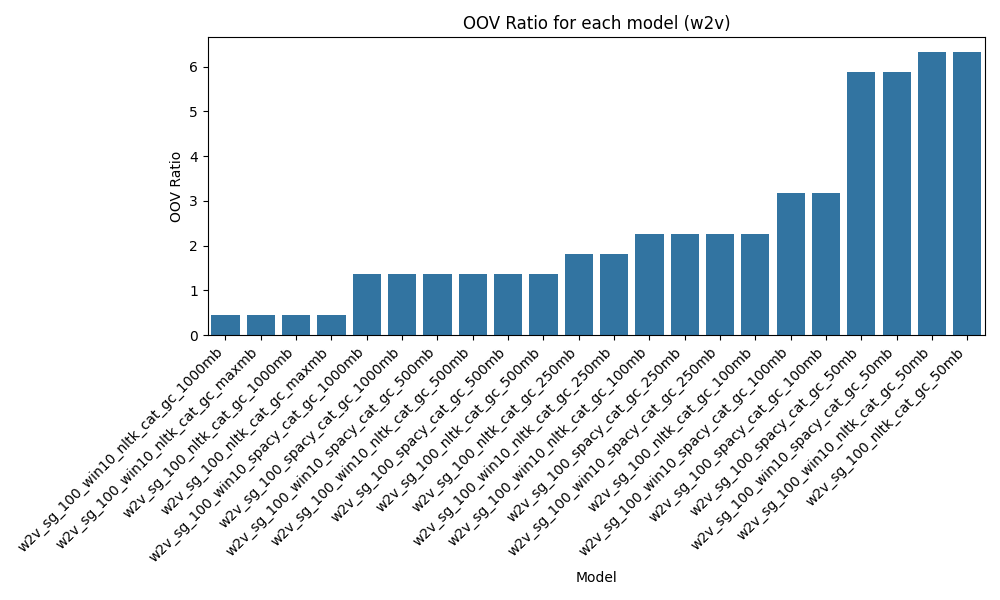 OOV Ratio for each model (w2v)
OOV Ratio
6
5
4
3
2
1
0
w2v_sg_100_win10_nltk_cat_gc_1000mb
w2v_sg_100_win10_nltk_cat_gc_maxmb
w2v_sg_100_nltk_cat_gc_1000mb
w2v_sg_100_nltk_cat_gc_maxmb
w2v_sg_100_win10_spacy_cat_gc_1000mb
w2v_sg_100_spacy_cat_gc_1000mb
w2v_sg_100_win10_spacy_cat_gc_500mb
w2v_sg_100_win10_nltk_cat_gc_500mb
w2v_sg_100_spacy_cat_gc_500mb
w2v_sg_100_nltk_cat_gc_500mb
w2v_sg_100_nltk_cat_gc_250mb
w2v_sg_100_win10_nltk_cat_gc_250mb
w2v_sg_100_win10_nltk_cat_gc_100mb
w2v_sg_100_spacy_cat_gc_250mb
w2v_sg_100_win10_spacy_cat_gc_250mb
w2v_sg_100_nltk_cat_gc_100mb
w2v_sg_100_win10_spacy_cat_gc_100mb
w2v_sg_100_spacy_cat_gc_100mb
w2v_sg_100_spacy_cat_gc_50mb
w2v_sg_100_win10_spacy_cat_gc_50mb
w2v_sg_100_win10_nltk_cat_gc_50mb
w2v_sg_100_nltk_cat_gc_50mb
Model